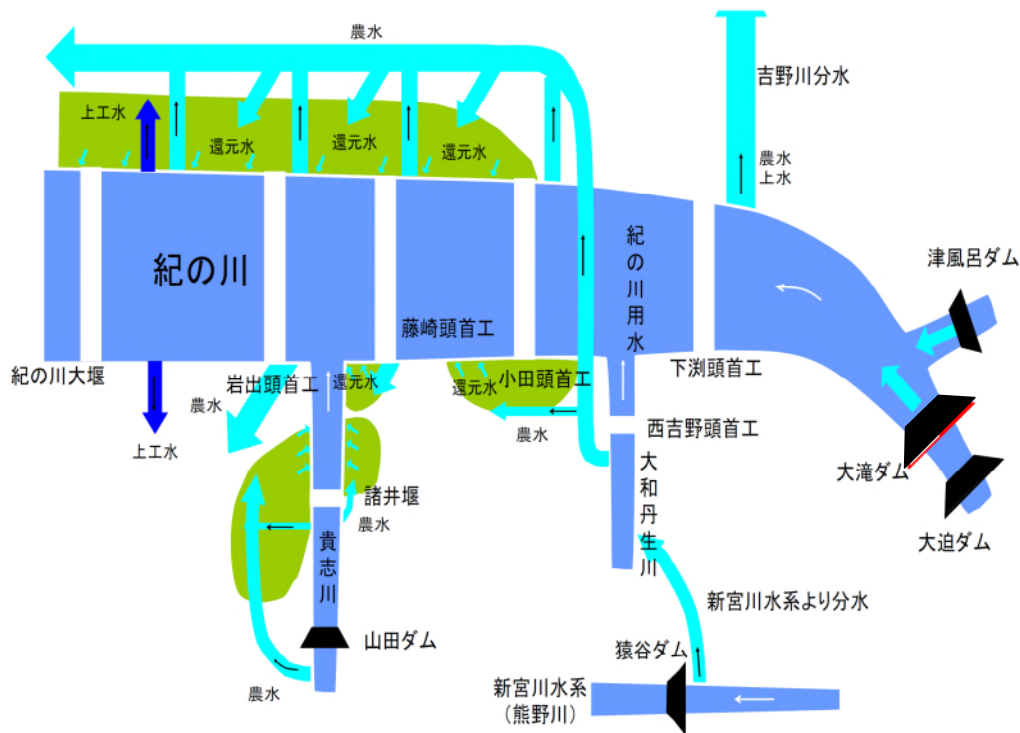 農水
吉野川分水
上工水
還元水
還元水
還元水
農水
上水
紀の川
紀の川用水
津風呂ダム
藤崎頭首工
下渕頭首工
紀の川大堰
岩出頭首工
還元水
還元水
小田頭首工
農水
農水
西吉野頭首工
上工水
大滝ダム
大和丹生川
諸井堰
農水
大迫ダム
貴志川
新宮川水系より分水
山田ダム
猿谷ダム
農水
新宮川水系
（熊野川）